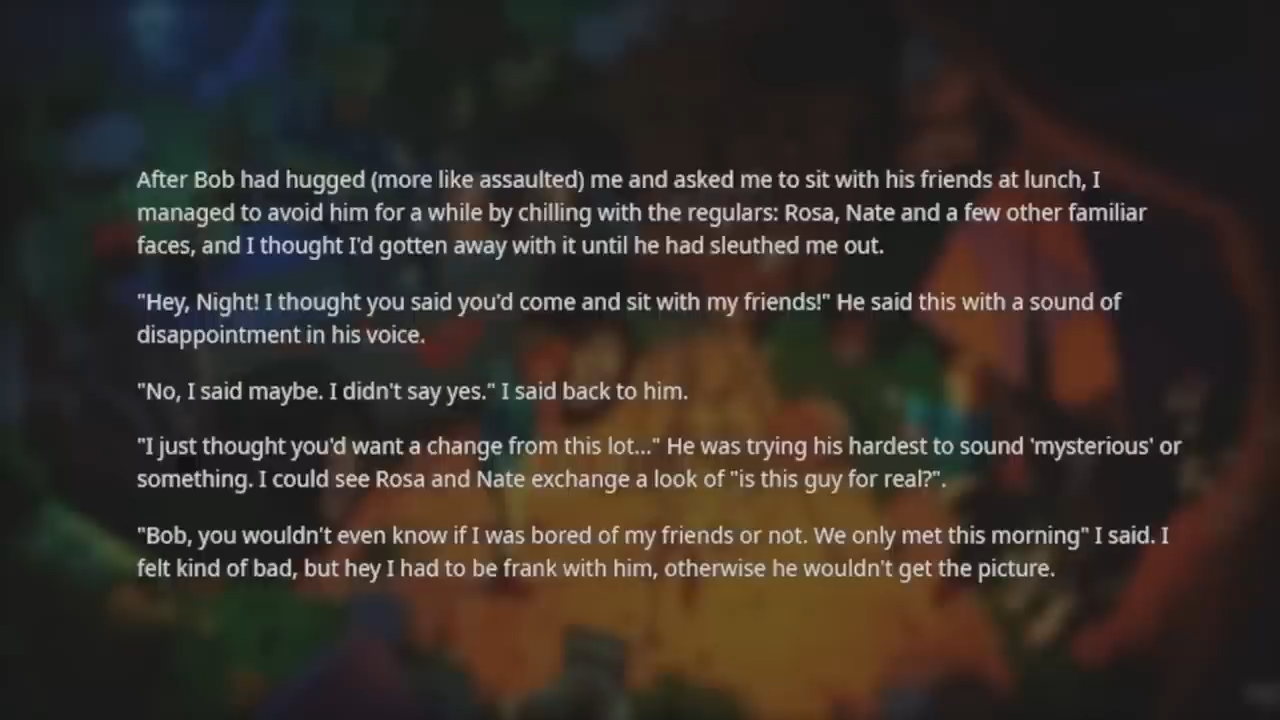 After Bob had hugged (more like assaulted) me and asked me to sit with his friends at lunch, I
managed to avoid him for a while by chilling with the regulars: Rosa, Nate and a few other familiar
faces, and I thought I'd gotten away with it until he had sleuthed me out.
"Hey, Night! I thought you said you'd come and sit with my friends!" He said this with a sound of
disappointment in his voice.
"No, I said maybe. I didn't say yes." I said back to him.
"I just thought you'd want a change from this lot..." He was trying his hardest to sound 'mysterious' or
something. I could see Rosa and Nate exchange a look of "is this guy for real?".
"Bob, you wouldn't even know if I was bored of my friends or not. We only met this morning" I said. I
felt kind of bad, but hey I had to be frank with him, otherwise he wouldn't get the picture.